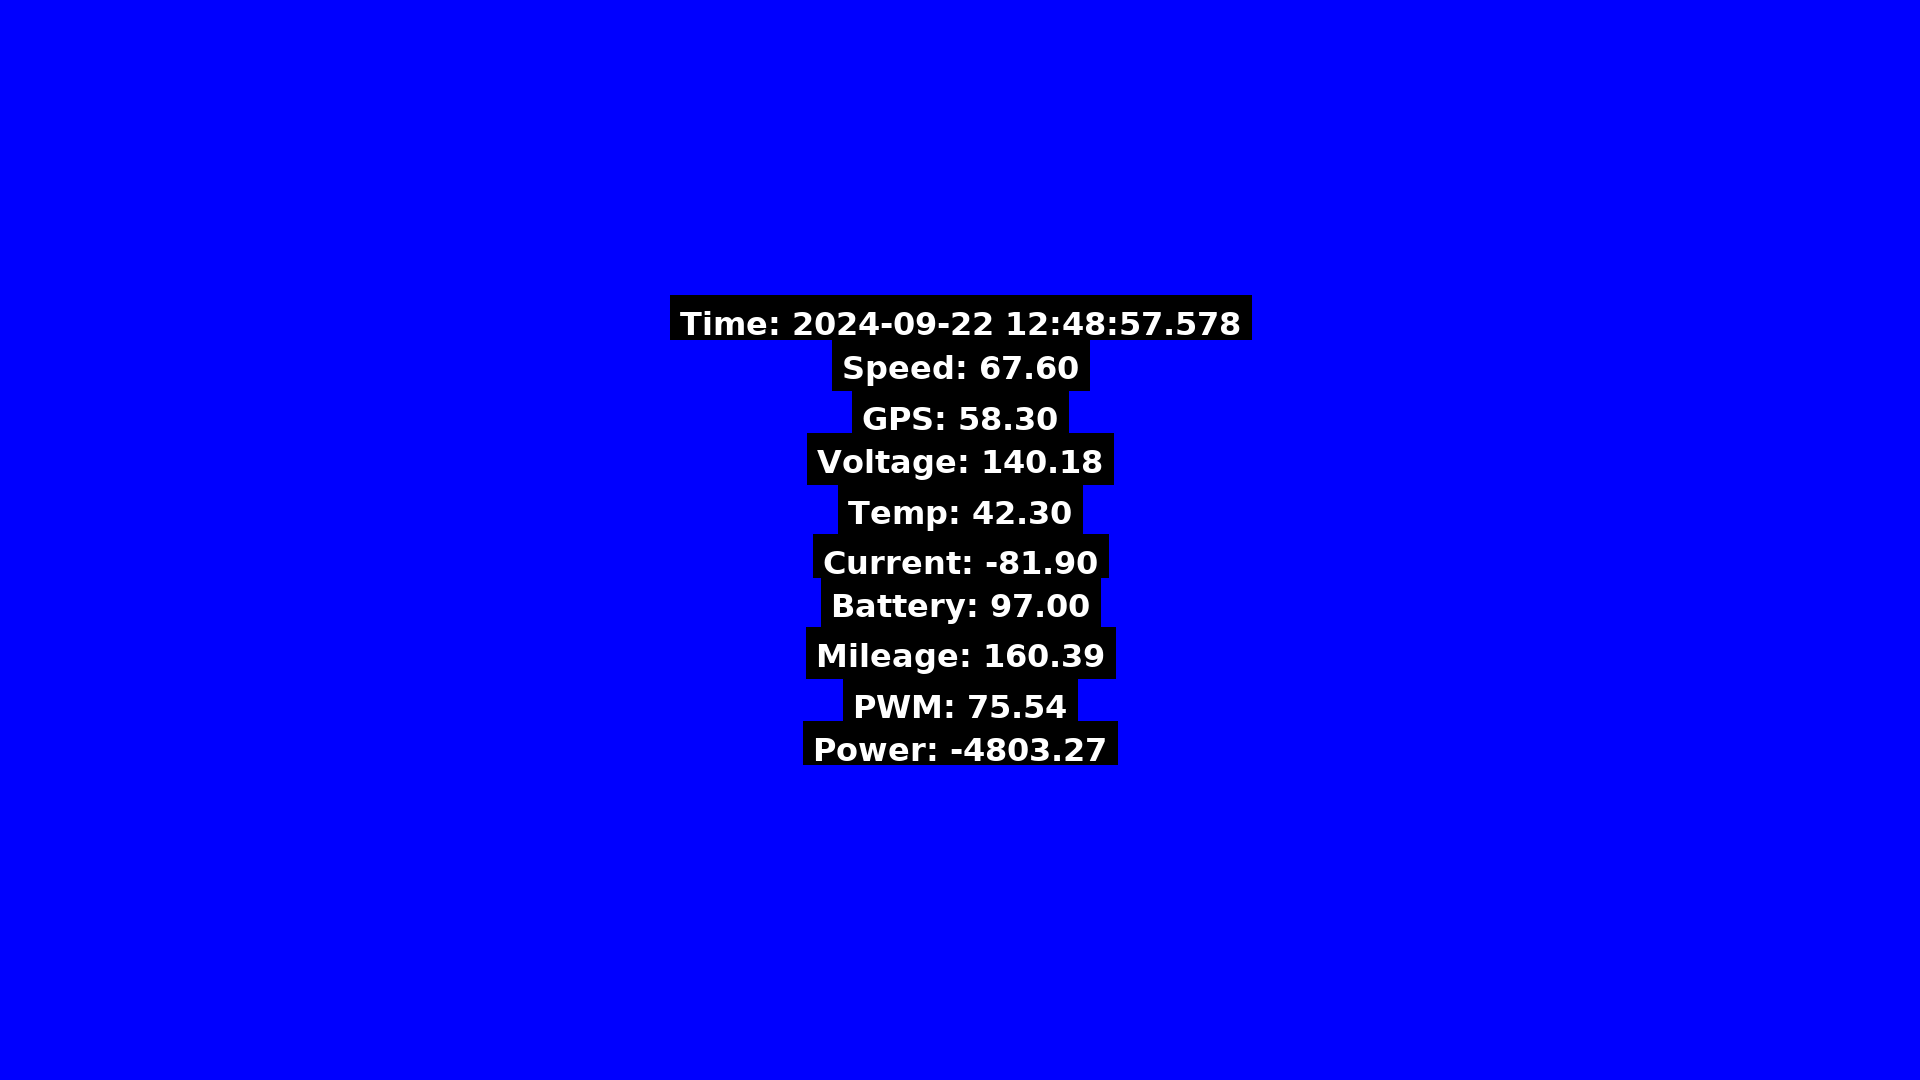 Time: 2024-09-22 12:48:57.578
Speed: 67.60
GPS: 58.30
Voltage: 140.18
Temp: 42.30
Current: -81.90
Battery: 97.00
Mileage: 160.39
PWM: 75.54
Power: -4803.27